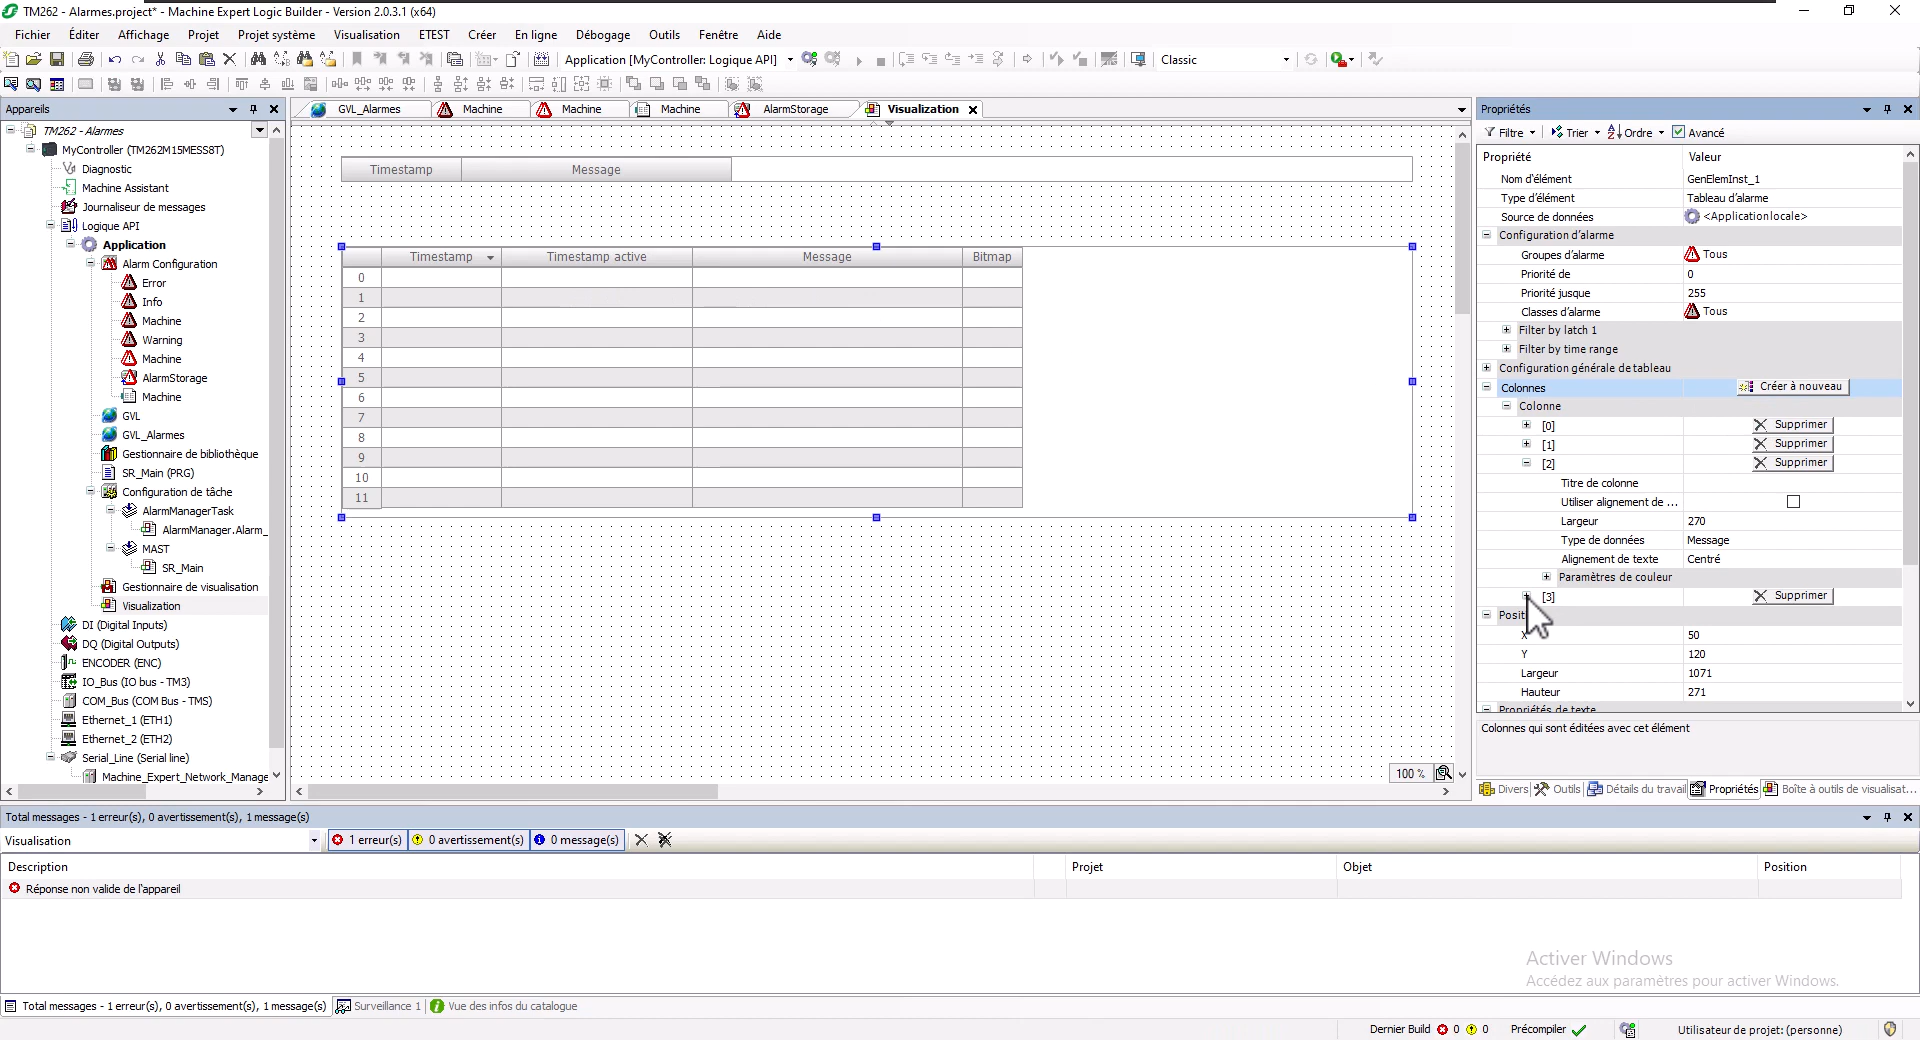 TM262 - Alarmes.project* - Machine Expert Logic Builder - Version 2.0.3.1 (x64)
Fichier Éditer Affichage Projet Projet système Visualisation ETEST Créer En ligne Débogage Outils Fenêtre Aide
Application [MyController: Logique API] Classic
Appareils
TM262 - Alarmes
MyController (TM262M15MESS8T)
Diagnostic
Machine Assistant
Journaliseur de messages
Logique API
Application
Alarm Configuration
Error
Info
Machine
Warning
Machine
AlarmStorage
Machine
GVL
GVL_Alarmes
Gestionnaire de bibliothèque
SR_Main (PRG)
Configuration de tâche
AlarmManagerTask
AlarmManager.Alarm_
MAST
SR_Main
Gestionnaire de visualisation
Visualization
DI (Digital Inputs)
DQ (Digital Outputs)
ENCODER (ENC)
IO_Bus (IO bus - TM3)
COM_Bus (COM Bus - TMS)
Ethernet_1 (ETH1)
Ethernet_2 (ETH2)
Serial_Line (Serial line)
Machine_Expert_Network_Manage
GVL_Alarmes Machine Machine Machine AlarmStorage Visualization
Timestamp Message
Timestamp Timestamp active Message Bitmap
0
1
2
3
4
5
6
7
8
9
10
11
100 %
Propriétés
Filtre Trier Ordre Avancé
Propriété Valeur
Nom d'élément GenElemInst_1
Type d'élément Tableau d'alarme
Source de données <Applicationlocale>
Configuration d'alarme
Groupes d'alarme Tous
Priorité de 0
Priorité jusque 255
Classes d'alarme Tous
Filter by latch 1
Filter by time range
Configuration générale de tableau
Colonnes Créer à nouveau
Colonne
[0] Supprimer
[1] Supprimer
[2] Supprimer
Titre de colonne
Utiliser alignement de ...
Largeur 270
Type de données Message
Alignement de texte Centré
Paramètres de couleur
[3] Supprimer
Posit
X 50
Y 120
Largeur 1071
Hauteur 271
Propriétés de texte
Colonnes qui sont éditées avec cet élément
Divers Outils Détails du travail Propriétés Boîte à outils de visualisat...
Total messages - 1 erreur(s), 0 avertissement(s), 1 message(s)
Visualisation 1 erreur(s) 0 avertissement(s) 0 message(s)
Description Projet Objet Position
Réponse non valide de l'appareil
Activer Windows
Accédez aux paramètres pour activer Windows.
Total messages - 1 erreur(s), 0 avertissement(s), 1 message(s) Surveillance 1 Vue des infos du catalogue
Dernier Build 0 0 Précompiler Utilisateur de projet: (personne)